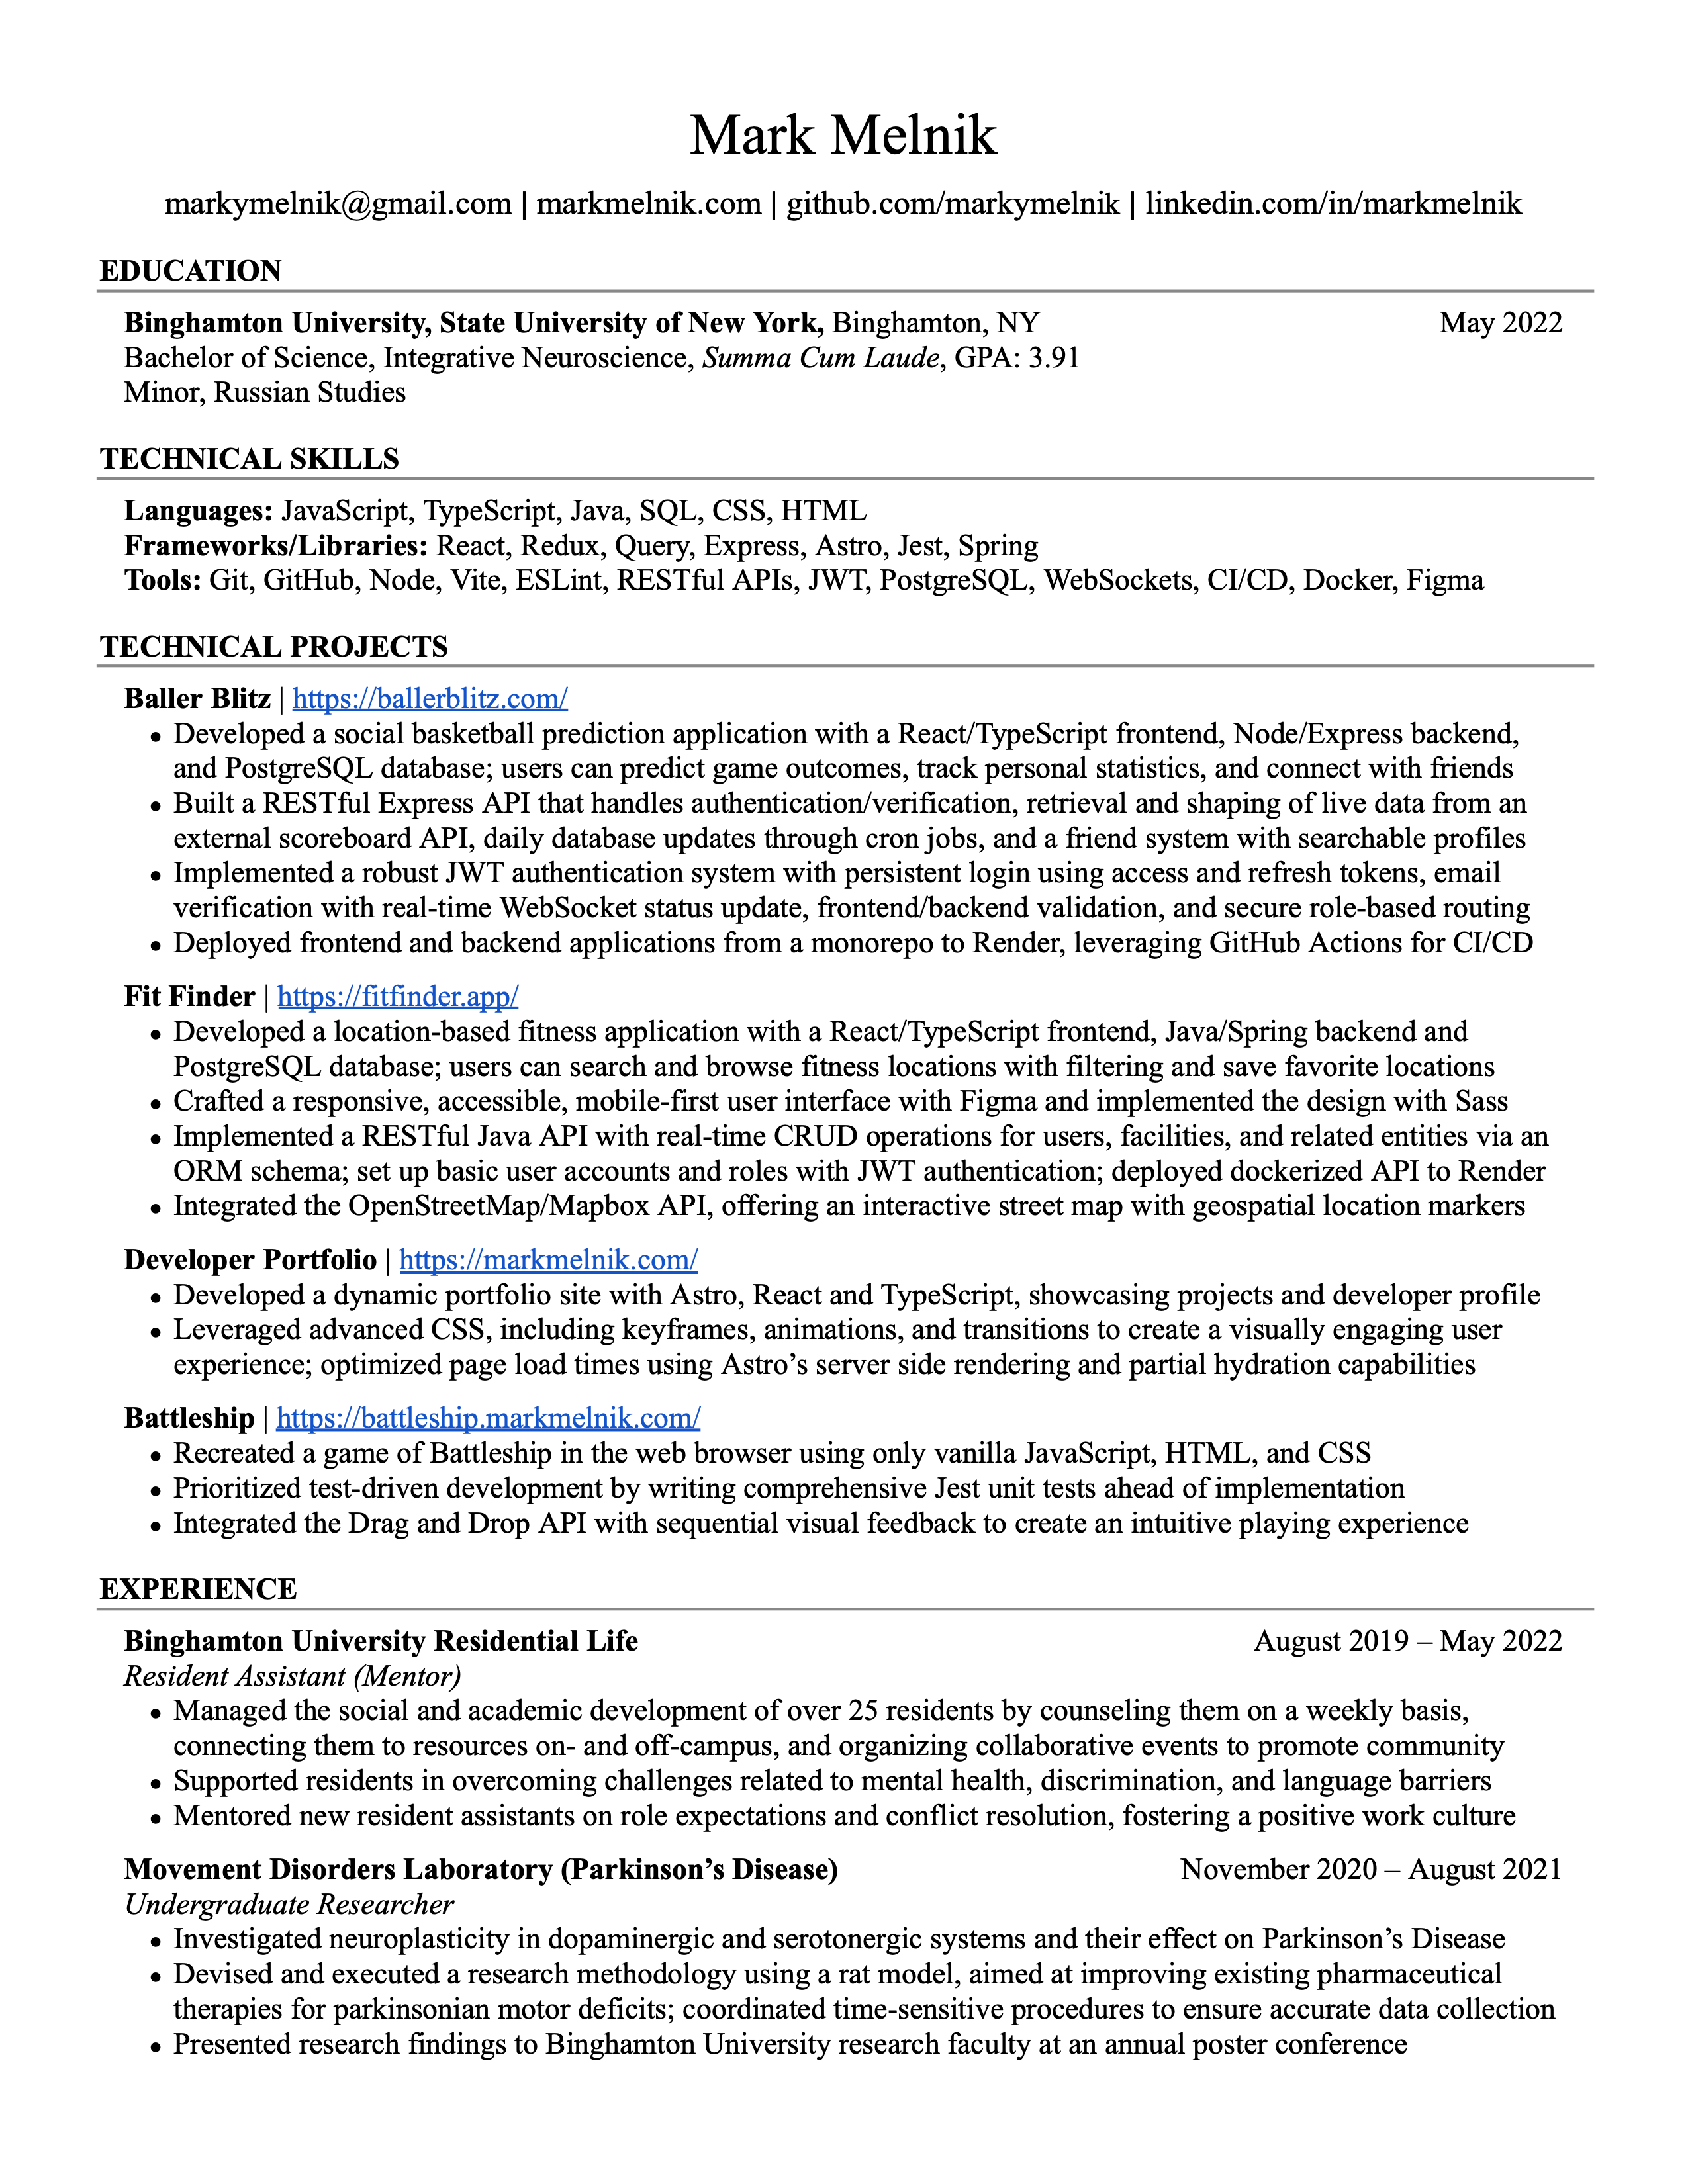 Mark Melnik
markymelnik@gmail.com | markmelnik.com | github.com/markymelnik | linkedin.com/in/markmelnik
EDUCATION
Binghamton University, State University of New York, Binghamton, NY May 2022
Bachelor of Science, Integrative Neuroscience, Summa Cum Laude, GPA: 3.91
Minor, Russian Studies
TECHNICAL SKILLS
Languages: JavaScript, TypeScript, Java, SQL, CSS, HTML
Frameworks/Libraries: React, Redux, Query, Express, Astro, Jest, Spring
Tools: Git, GitHub, Node, Vite, ESLint, RESTful APIs, JWT, PostgreSQL, WebSockets, CI/CD, Docker, Figma
TECHNICAL PROJECTS
Baller Blitz | https://ballerblitz.com/
● Developed a social basketball prediction application with a React/TypeScript frontend, Node/Express backend,
and PostgreSQL database; users can predict game outcomes, track personal statistics, and connect with friends
● Built a RESTful Express API that handles authentication/verification, retrieval and shaping of live data from an
external scoreboard API, daily database updates through cron jobs, and a friend system with searchable profiles
● Implemented a robust JWT authentication system with persistent login using access and refresh tokens, email
verification with real-time WebSocket status update, frontend/backend validation, and secure role-based routing
● Deployed frontend and backend applications from a monorepo to Render, leveraging GitHub Actions for CI/CD
Fit Finder | https://fitfinder.app/
● Developed a location-based fitness application with a React/TypeScript frontend, Java/Spring backend and
PostgreSQL database; users can search and browse fitness locations with filtering and save favorite locations
● Crafted a responsive, accessible, mobile-first user interface with Figma and implemented the design with Sass
● Implemented a RESTful Java API with real-time CRUD operations for users, facilities, and related entities via an
ORM schema; set up basic user accounts and roles with JWT authentication; deployed dockerized API to Render
● Integrated the OpenStreetMap/Mapbox API, offering an interactive street map with geospatial location markers
Developer Portfolio | https://markmelnik.com/
● Developed a dynamic portfolio site with Astro, React and TypeScript, showcasing projects and developer profile
● Leveraged advanced CSS, including keyframes, animations, and transitions to create a visually engaging user
experience; optimized page load times using Astro’s server side rendering and partial hydration capabilities
Battleship | https://battleship.markmelnik.com/
● Recreated a game of Battleship in the web browser using only vanilla JavaScript, HTML, and CSS
● Prioritized test-driven development by writing comprehensive Jest unit tests ahead of implementation
● Integrated the Drag and Drop API with sequential visual feedback to create an intuitive playing experience
EXPERIENCE
Binghamton University Residential Life August 2019 – May 2022
Resident Assistant (Mentor)
● Managed the social and academic development of over 25 residents by counseling them on a weekly basis,
connecting them to resources on- and off-campus, and organizing collaborative events to promote community
● Supported residents in overcoming challenges related to mental health, discrimination, and language barriers
● Mentored new resident assistants on role expectations and conflict resolution, fostering a positive work culture
Movement Disorders Laboratory (Parkinson’s Disease) November 2020 – August 2021
Undergraduate Researcher
● Investigated neuroplasticity in dopaminergic and serotonergic systems and their effect on Parkinson’s Disease
● Devised and executed a research methodology using a rat model, aimed at improving existing pharmaceutical
therapies for parkinsonian motor deficits; coordinated time-sensitive procedures to ensure accurate data collection
● Presented research findings to Binghamton University research faculty at an annual poster conference